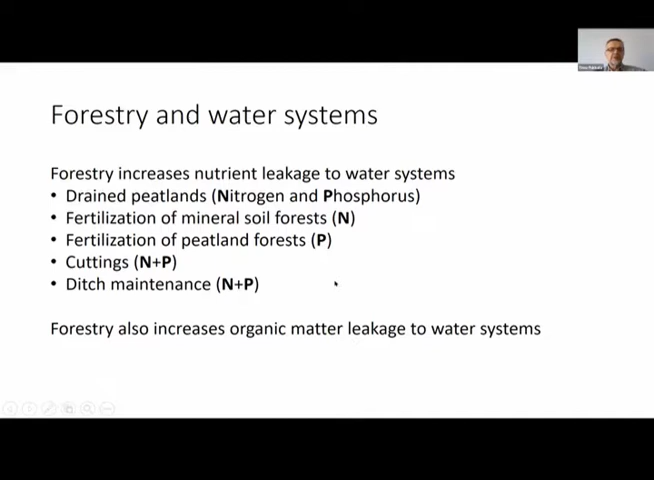 Forestry and water systems
Forestry increases nutrient leakage to water systems
• Drained peatlands (Nitrogen and Phosphorus)
• Fertilization of mineral soil forests (N)
• Fertilization of peatland forests (P)
• Cuttings (N+P)
• Ditch maintenance (N+P)
Forestry also increases organic matter leakage to water systems